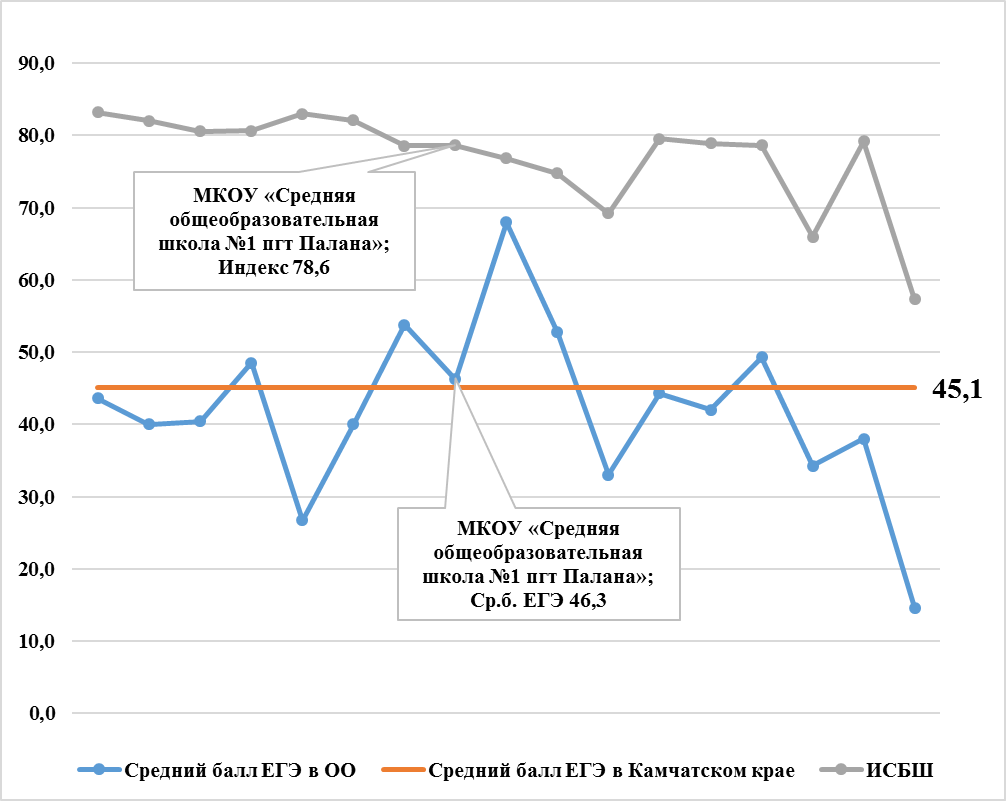 90,0
80,0
70,0
60,0
50,0
40,0
30,0
20,0
10,0
0,0
МКОУ «Средняя
общеобразовательная
школа №1 пгт Палана»;
Индекс 78,6
45,1
МКОУ «Средняя
общеобразовательная
школа №1 пгт Палана»;
Ср.б. ЕГЭ 46,3
Средний балл ЕГЭ в ОО
Средний балл ЕГЭ в Камчатском крае
ИСБШ